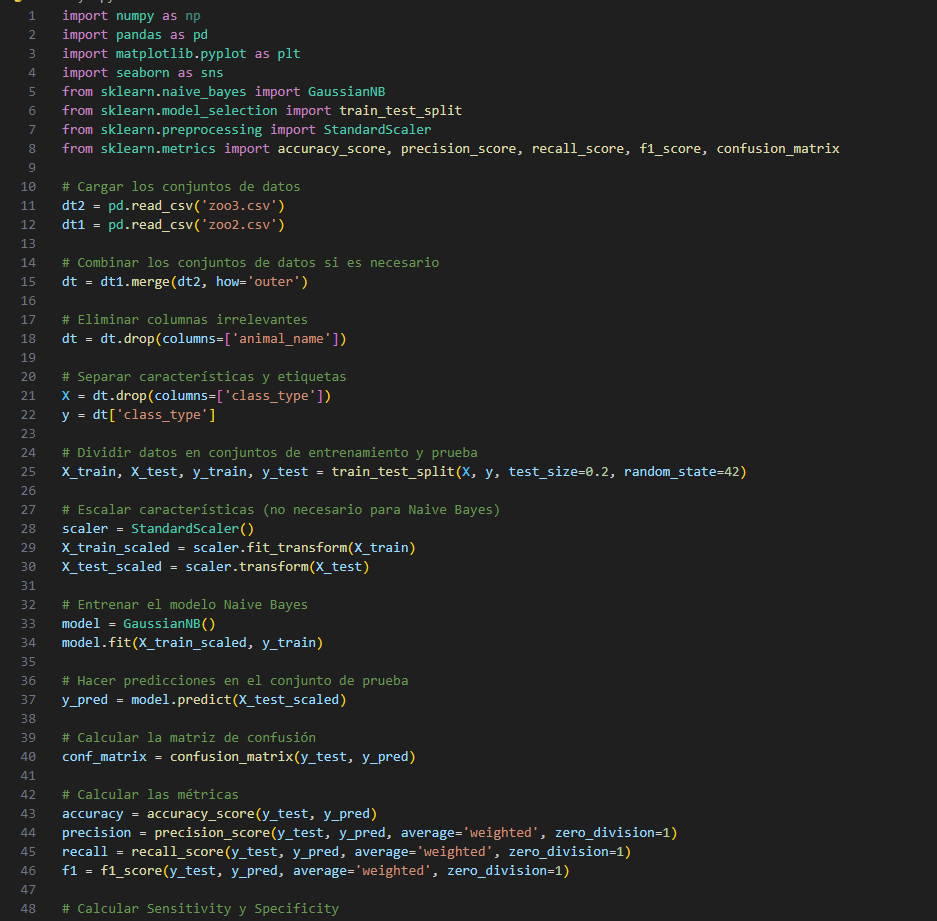 1 import numpy as np
2 import pandas as pd
3 import matplotlib.pyplot as plt
4 import seaborn as sns
5 from sklearn.naive_bayes import GaussianNB
6 from sklearn.model_selection import train_test_split
7 from sklearn.preprocessing import StandardScaler
8 from sklearn.metrics import accuracy_score, precision_score, recall_score, f1_score, confusion_matrix
9
10 # Cargar los conjuntos de datos
11 dt2 = pd.read_csv('zoo3.csv')
12 dt1 = pd.read_csv('zoo2.csv')
13
14 # Combinar los conjuntos de datos si es necesario
15 dt = dt1.merge(dt2, how='outer')
16
17 # Eliminar columnas irrelevantes
18 dt = dt.drop(columns=['animal_name'])
19
20 # Separar características y etiquetas
21 X = dt.drop(columns=['class_type'])
22 y = dt['class_type']
23
24 # Dividir datos en conjuntos de entrenamiento y prueba
25 X_train, X_test, y_train, y_test = train_test_split(X, y, test_size=0.2, random_state=42)
26
27 # Escalar características (no necesario para Naive Bayes)
28 scaler = StandardScaler()
29 X_train_scaled = scaler.fit_transform(X_train)
30 X_test_scaled = scaler.transform(X_test)
31
32 # Entrenar el modelo Naive Bayes
33 model = GaussianNB()
34 model.fit(X_train_scaled, y_train)
35
36 # Hacer predicciones en el conjunto de prueba
37 y_pred = model.predict(X_test_scaled)
38
39 # Calcular la matriz de confusión
40 conf_matrix = confusion_matrix(y_test, y_pred)
41
42 # Calcular las métricas
43 accuracy = accuracy_score(y_test, y_pred)
44 precision = precision_score(y_test, y_pred, average='weighted', zero_division=1)
45 recall = recall_score(y_test, y_pred, average='weighted', zero_division=1)
46 f1 = f1_score(y_test, y_pred, average='weighted', zero_division=1)
47
48 # Calcular Sensitivity y Specificity